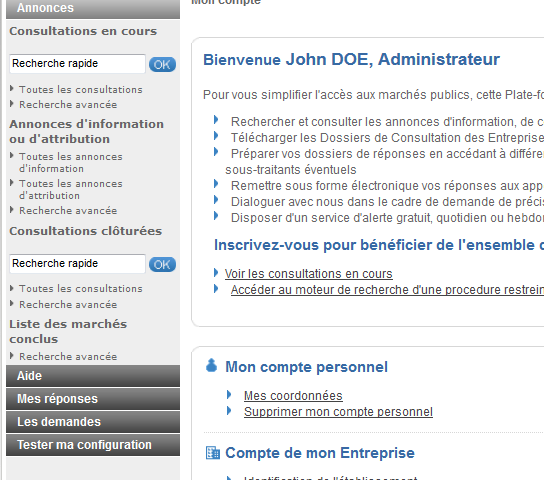 Annonces
Consultations en cours
Recherche rapide
OK
Toutes les consultations
Recherche avancée
Annonces d'information
ou d'attribution
Toutes les annonces
d'information
Toutes les annonces
d'attribution
Recherche avancée
Consultations clôturées
Recherche rapide
OK
Toutes les consultations
Recherche avancée
Liste des marchés
conclus
Recherche avancée
Aide
Mes réponses
Les demandes
Tester ma configuration
Mon compte
Bienvenue John DOE, Administrateur
Pour vous simplifier l'accès aux marchés publics, cette Plate-fo
Rechercher et consulter les annonces d'information, de c
Télécharger les Dossiers de Consultation des Entreprise
Préparer vos dossiers de réponses en accédant à différe
sous-traitants éventuels
Remettre sous forme électronique vos réponses aux app
Dialoguer avec nous dans le cadre de demande de précis
Disposer d'un service d'alerte gratuit, quotidien ou hebdo
Inscrivez-vous pour bénéficier de l'ensemble
Voir les consultations en cours
Accéder au moteur de recherche d'une procedure restrein
Mon compte personnel
Mes coordonnées
Supprimer mon compte personnel
Compte de mon Entreprise
Identification de l'établissement